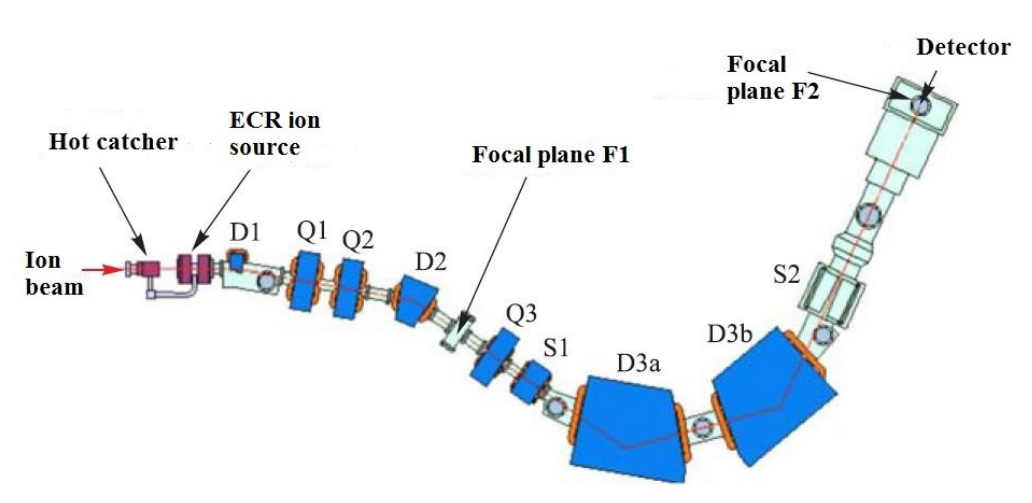 Detector
Focal
plane F2
ECR ion
source
Hot catcher
Focal plane F1
D1
Q1
Q2
D2
Ion
beam
S2
Q3
S1
D3a
D3b